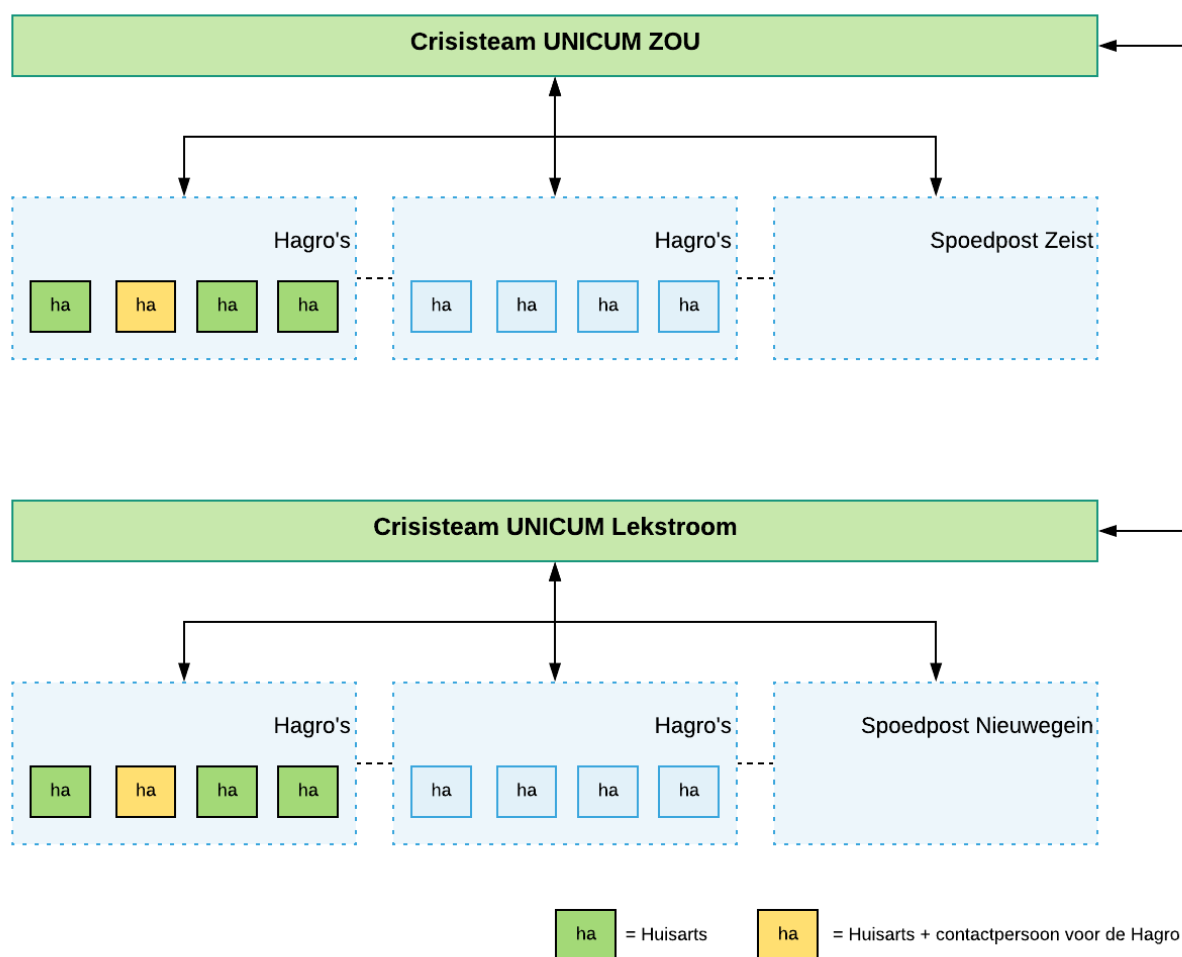 Crisisteam UNICUM ZOU
Hagro's
Hagro's
Spoedpost Zeist
ha ha ha ha
ha ha ha ha
Crisisteam UNICUM Lekstroom
Hagro's
Hagro's
Spoedpost Nieuwegein
ha ha ha ha
ha ha ha ha
ha = Huisarts
ha = Huisarts + contactpersoon voor de Hagro